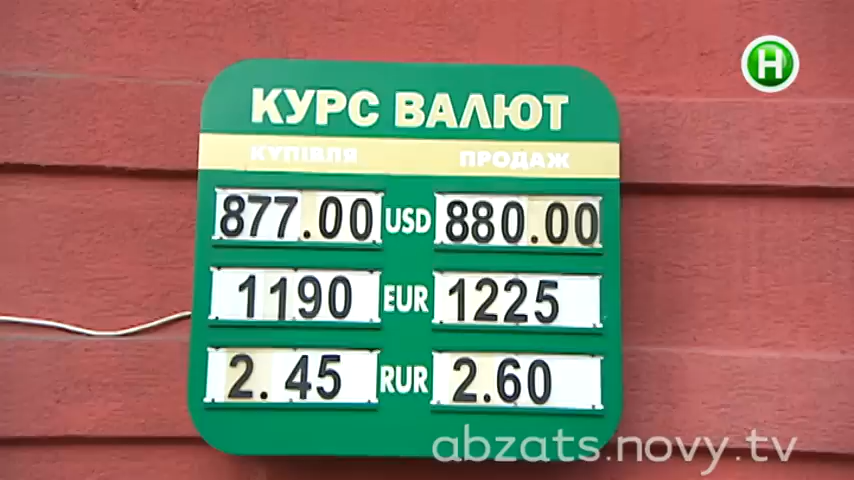 Н
КУРС ВАЛЮТ
КУПІВЛЯ ПРОДАЖ
877.00 USD 880.00
1190 EUR 1225
2.45 RUR 2.60
abzats.novy.tv